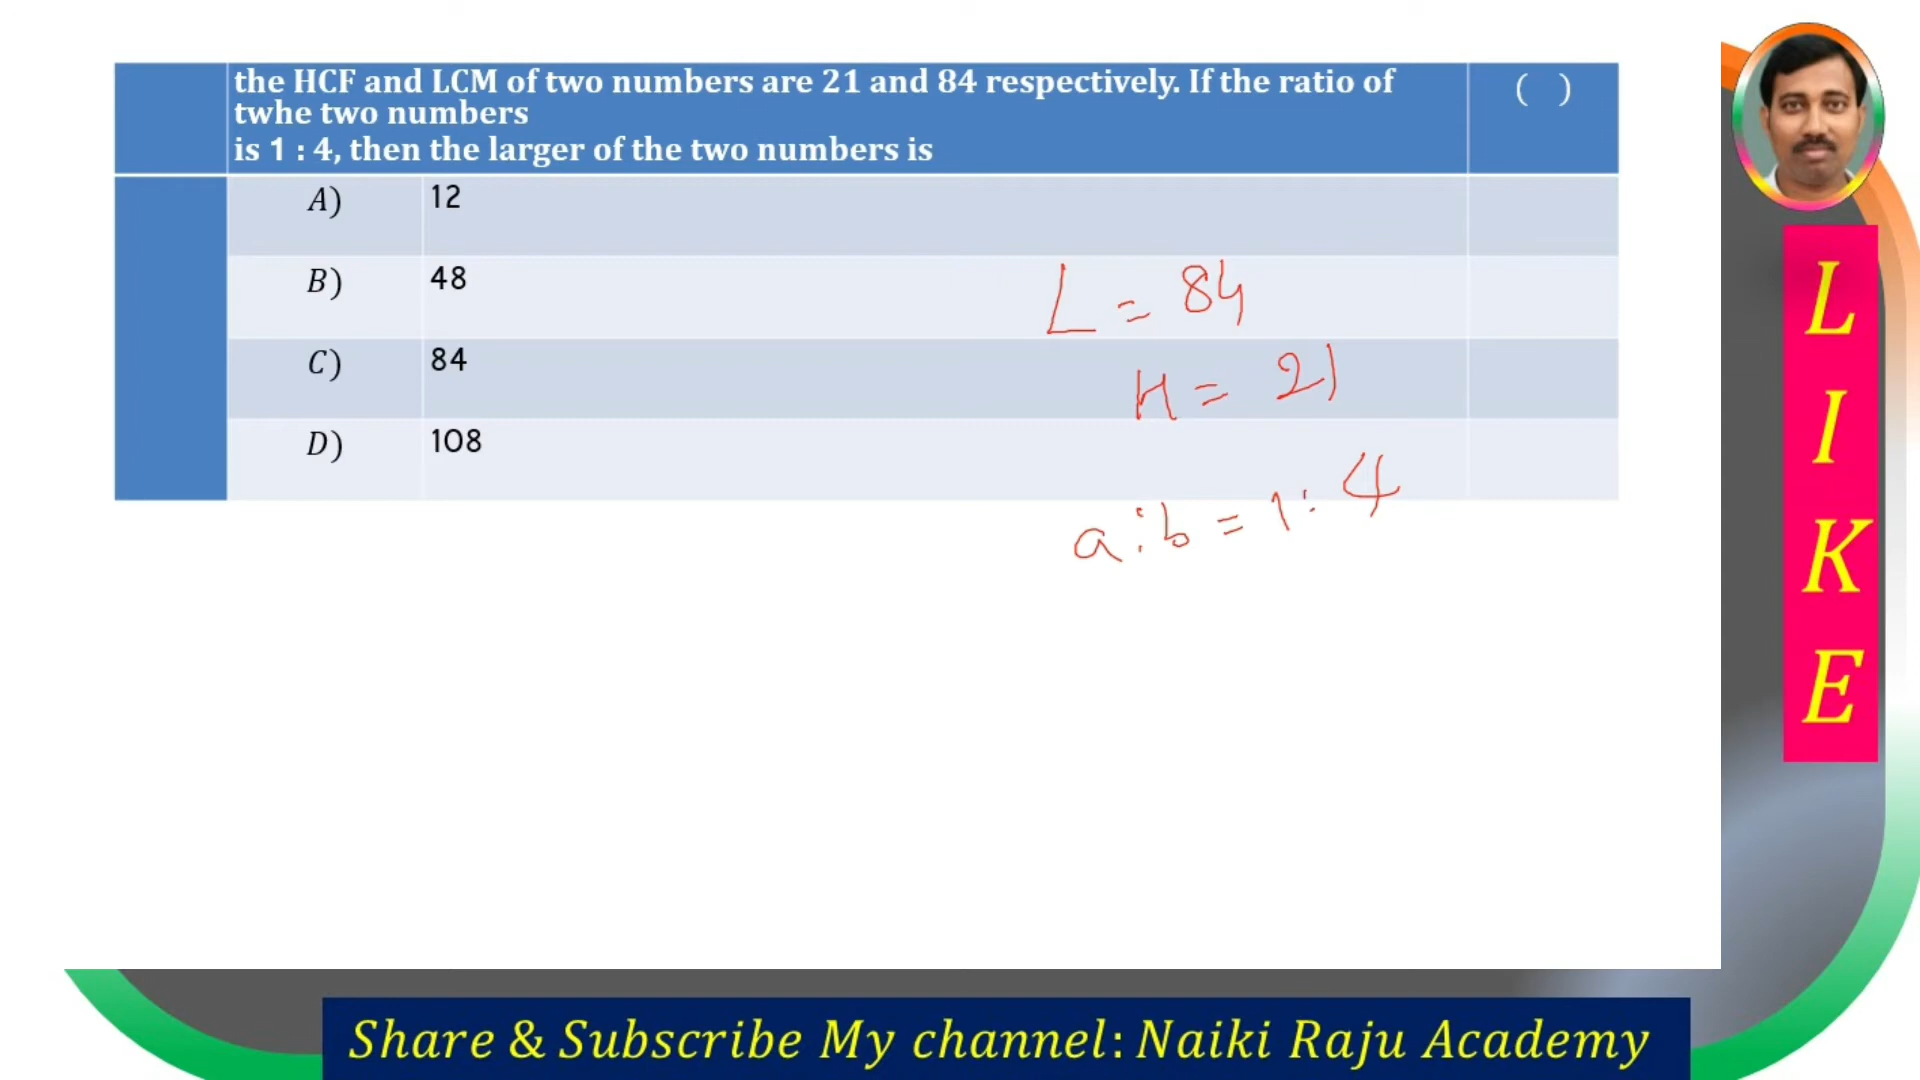 the HCF and LCM of two numbers are 21 and 84 respectively. If the ratio of
twhe two numbers
is 1 : 4, then the larger of the two numbers is
( )
A) 12
B) 48
C) 84
D) 108
L = 84
H = 21
a:b = 1:4
L
I
K
E
Share & Subscribe My channel: Naiki Raju Academy